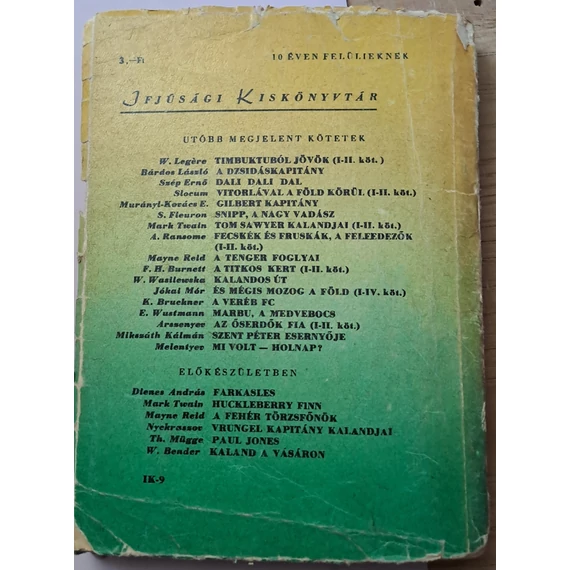 3.—Ft 10 ÉVEN FELÜLIEKNEK
IFJÚSÁGI KISKÖNYVTÁR
UTÓBB MEGJELENT KÖTETEK
W. Legère TIMBUKTUBÓL JÖVÖK (I-II. köt.)
Bárdos László A DZSIDÁSKAPITÁNY
Szép Ernő DALI DALI DAL
Slocum VITORLÁVAL A FÖLD KÖRÜL (I-II. köt.)
Murányi-Kovács E. GILBERT KAPITÁNY
S. Fleuron SNIPP, A NAGY VADÁSZ
Mark Twain TOM SAWYER KALANDJAI (I-II. köt.)
A. Ransome FECSKÉK ÉS FRUSKÁK, A FELFEDEZŐK
(I-II. köt.)
Mayne Reid A TENGER FOGLYAI
F. H. Burnett A TITKOS KERT (I-II. köt.)
W. Wasilewska KALANDOS ÚT
Jókai Mór ÉS MÉGIS MOZOG A FÖLD (I-IV. köt.)
K. Bruckner A VERÉB FC
E. Wustmann MARBU, A MEDVEBOCS
Arszenyev AZ ŐSERDŐK FIA (I-II. köt.)
Mikszáth Kálmán SZENT PÉTER ESERNYŐJE
Melentyev MI VOLT — HOLNAP?
ELŐKÉSZÜLETBEN
Dienes András FARKASLES
Mark Twain HUCKLEBERRY FINN
Mayne Reid A FEHÉR TÖRZSFŐNÖK
Nyekraszov VRUNGEL KAPITÁNY KALANDJAI
Th. Mügge PAUL JONES
W. Bender KALAND A VÁSÁRON
IK-9